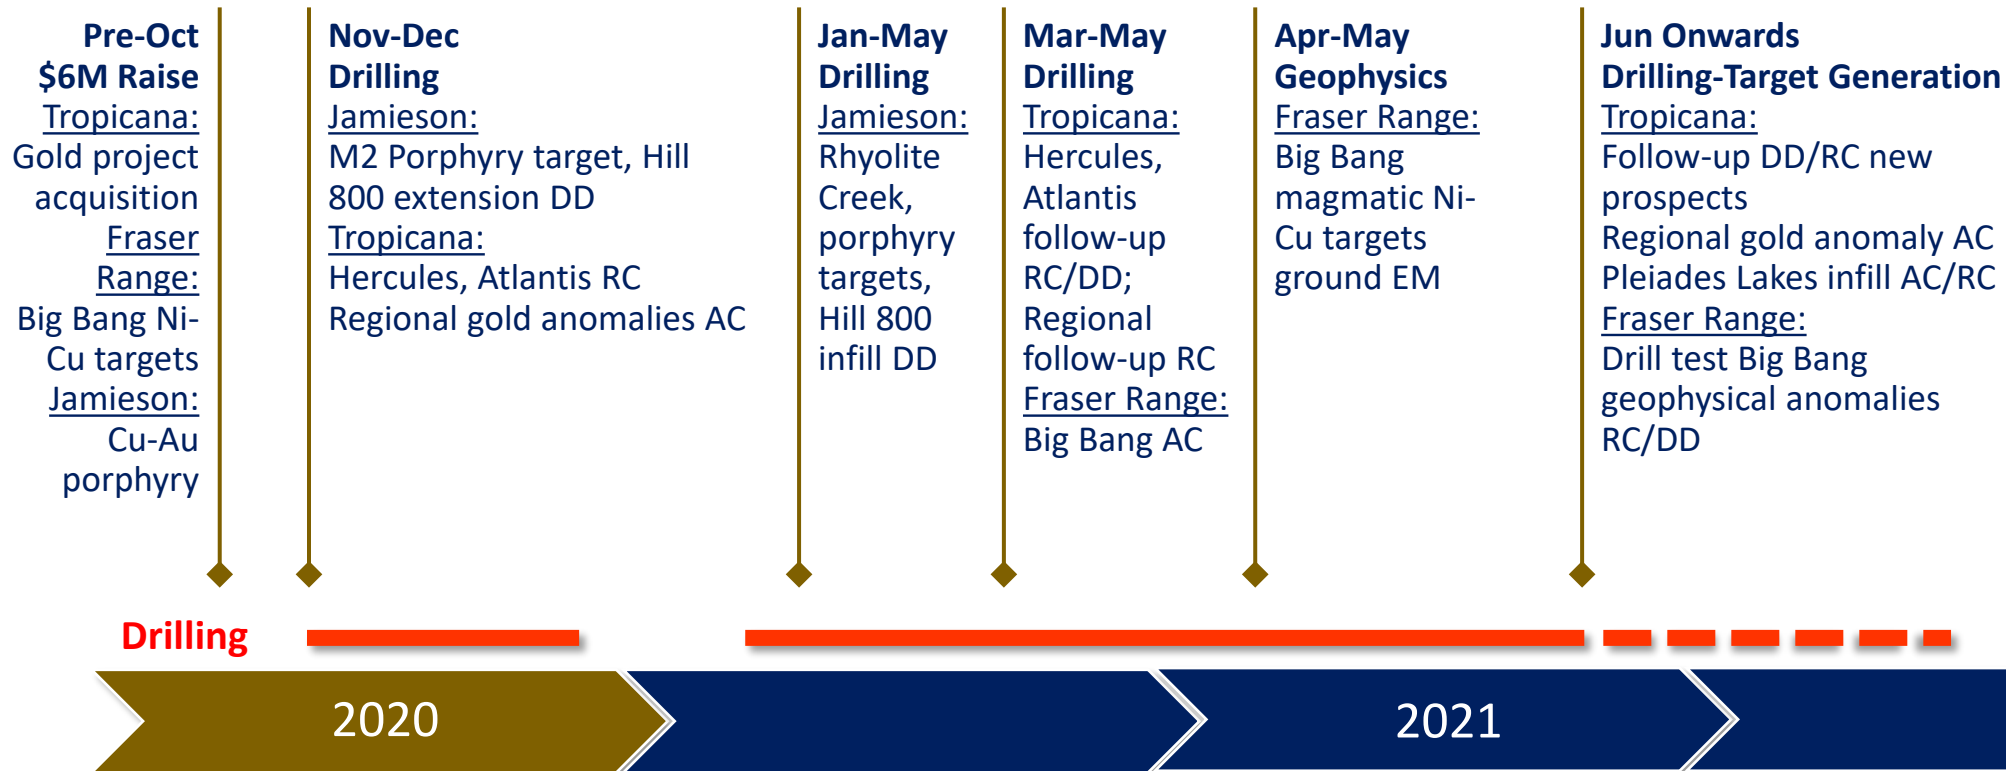 Pre-Oct
$6M Raise
Tropicana:
Gold project
acquisition
Fraser
Range:
Big Bang Ni-
Cu targets
Jamieson:
Cu-Au
porphyry
Nov-Dec
Drilling
Jamieson:
M2 Porphyry target, Hill
800 extension DD
Tropicana:
Hercules, Atlantis RC
Regional gold anomalies AC
Jan-May
Drilling
Jamieson:
Rhyolite
Creek,
porphyry
targets,
Hill 800
infill DD
Mar-May
Drilling
Tropicana:
Hercules,
Atlantis
follow-up
RC/DD;
Regional
follow-up RC
Fraser Range:
Big Bang AC
Apr-May
Geophysics
Fraser Range:
Big Bang
magmatic Ni-
Cu targets
ground EM
Jun Onwards
Drilling-Target Generation
Tropicana:
Follow-up DD/RC new
prospects
Regional gold anomaly AC
Pleiades Lakes infill AC/RC
Fraser Range:
Drill test Big Bang
geophysical anomalies
RC/DD
Drilling
2020
2021